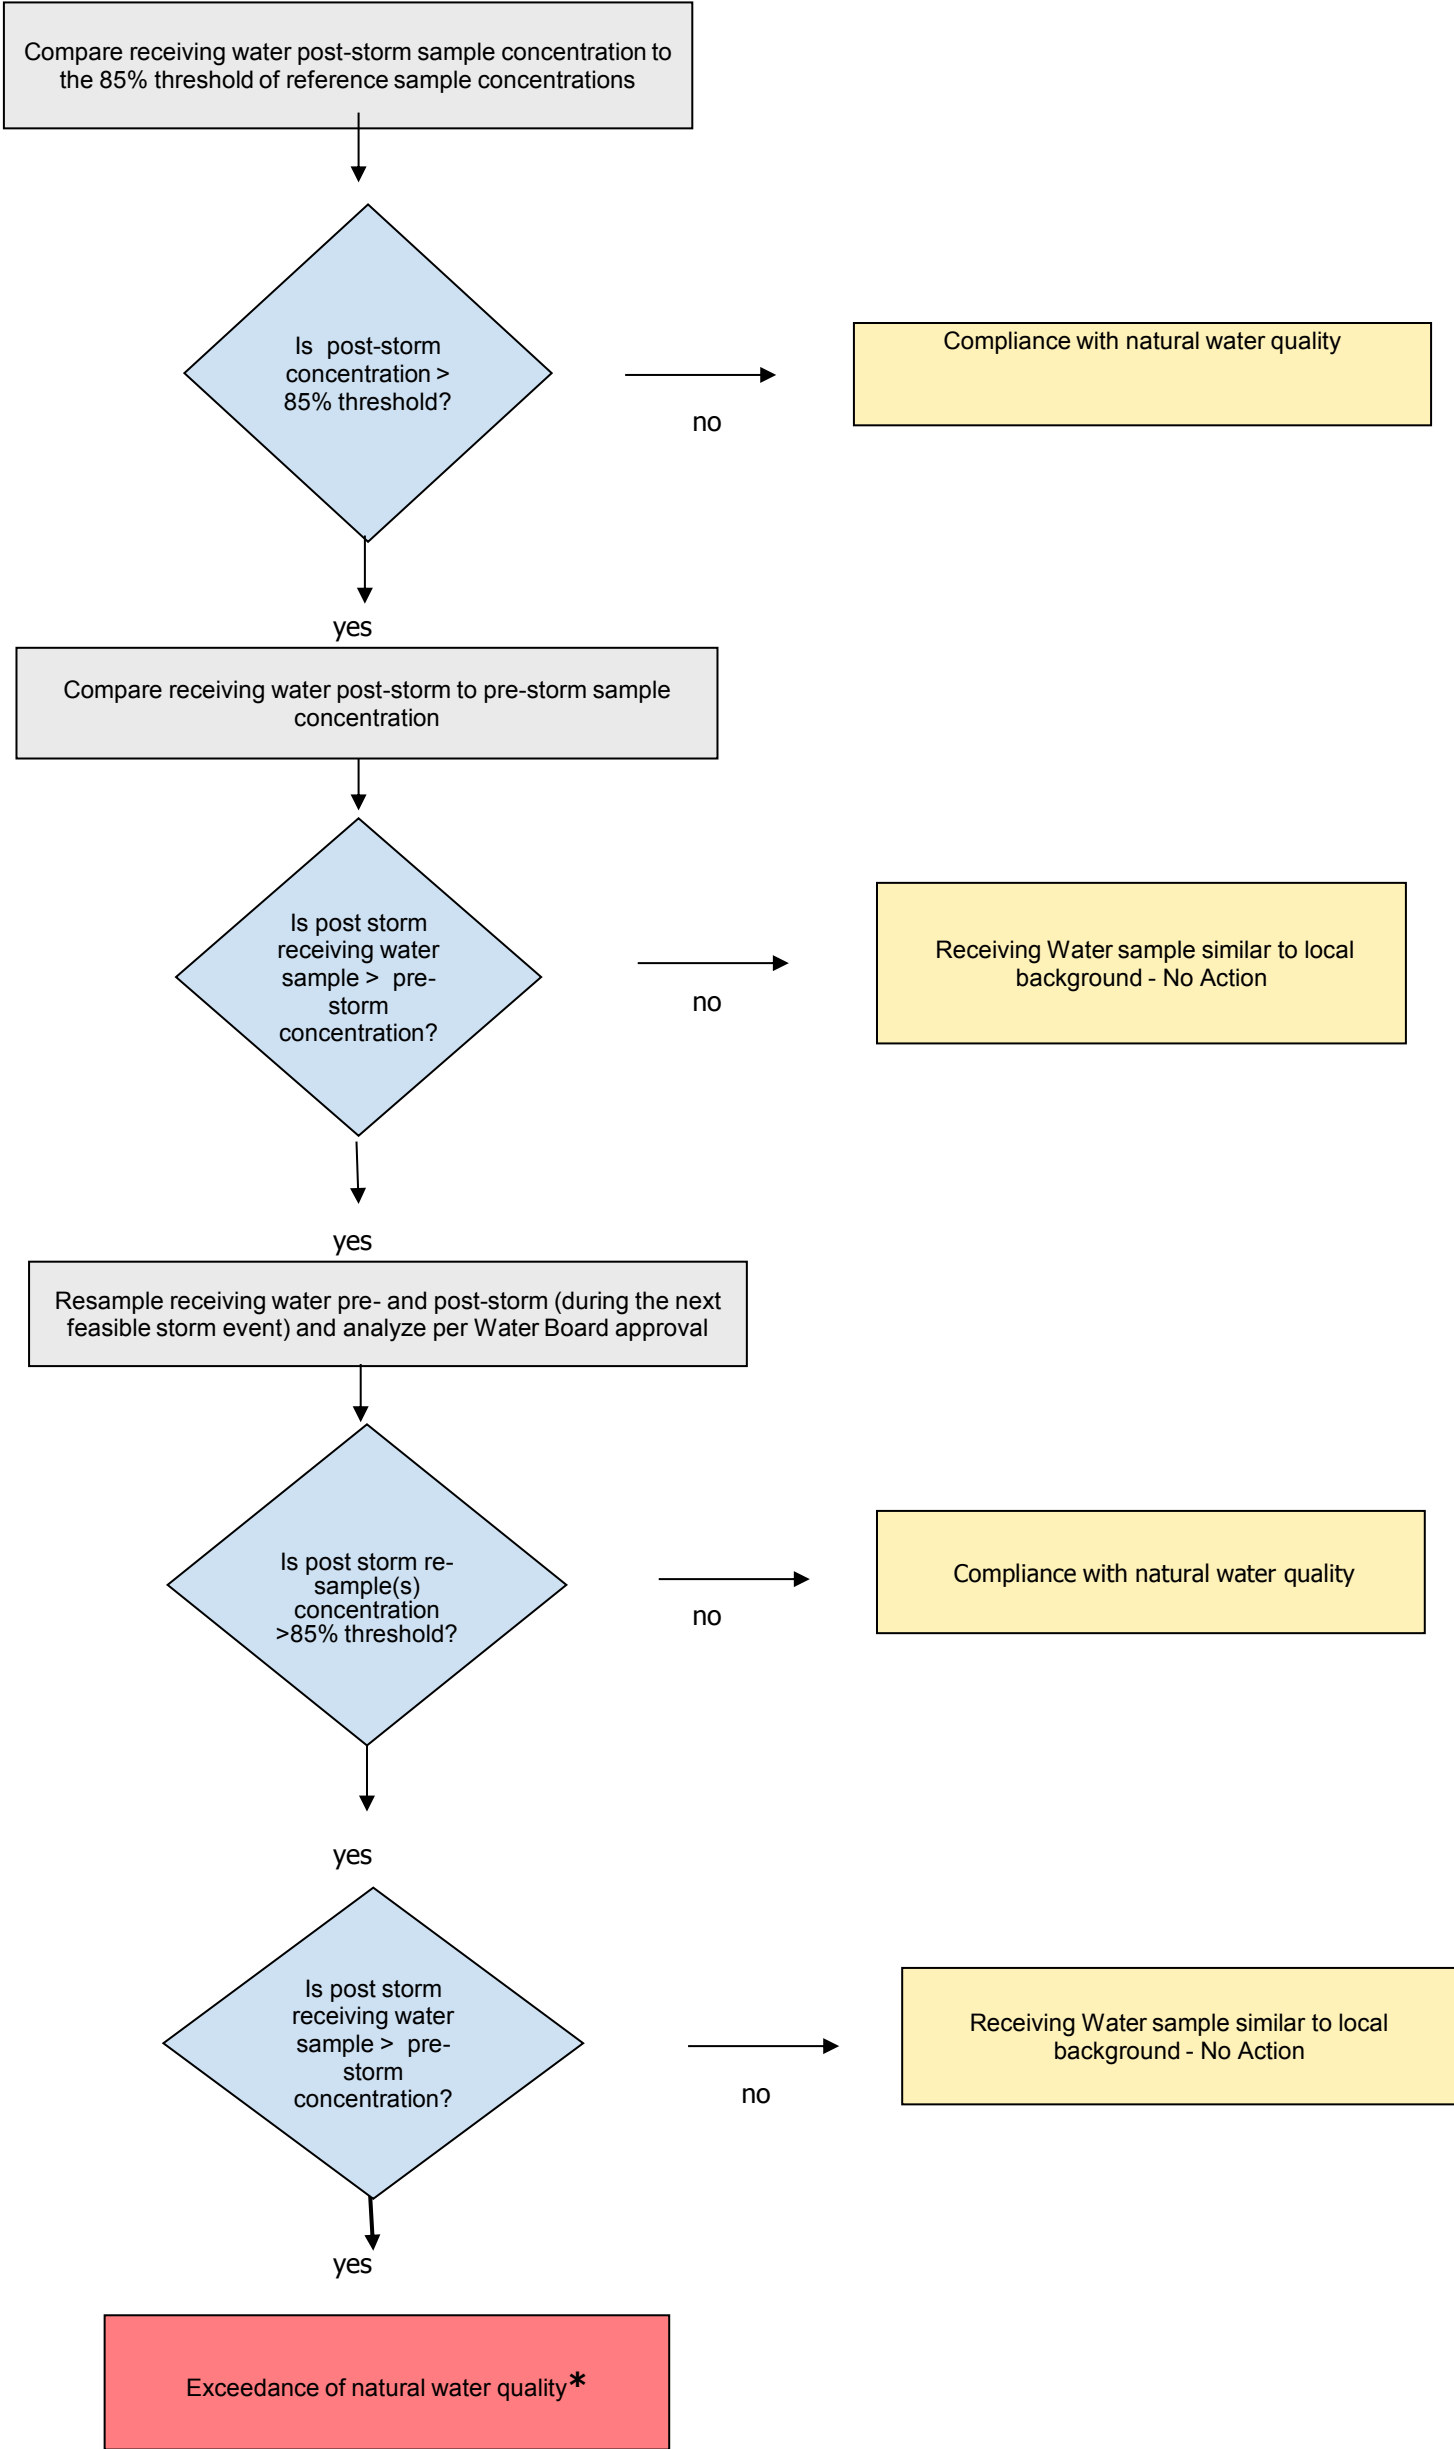 Compare receiving water post-storm sample concentration to
the 85% threshold of reference sample concentrations
Is post-storm
concentration >
85% threshold?
no
Compliance with natural water quality
yes
Compare receiving water post-storm to pre-storm sample
concentration
Is post storm
receiving water
sample > pre-
storm
concentration?
no
Receiving Water sample similar to local
background - No Action
yes
Resample receiving water pre- and post-storm (during the next
feasible storm event) and analyze per Water Board approval
Is post storm re-
sample(s)
concentration
>85% threshold?
no
Compliance with natural water quality
yes
Is post storm
receiving water
sample > pre-
storm
concentration?
no
Receiving Water sample similar to local
background - No Action
yes
Exceedance of natural water quality*